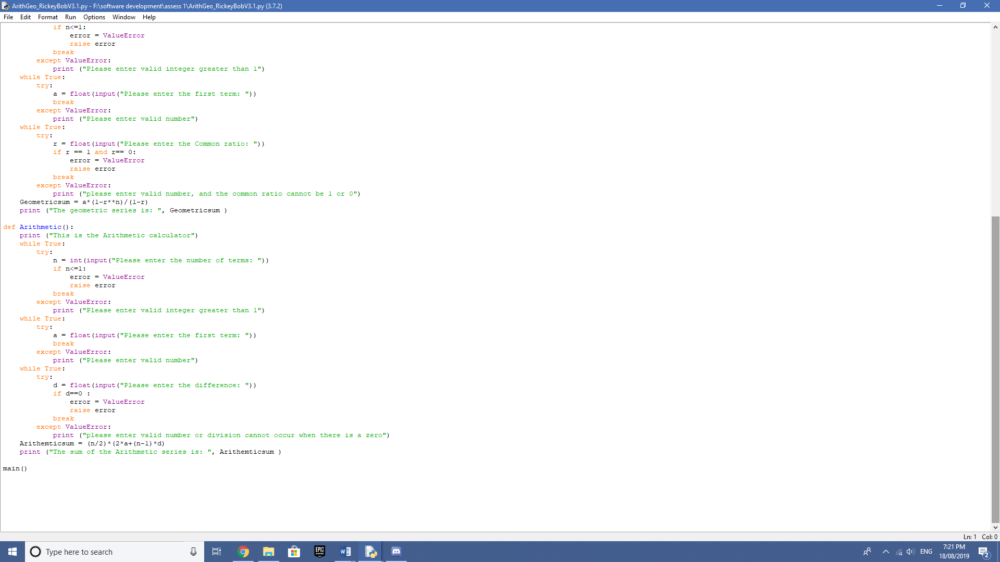 ArithGeo_RickeyBobV3.1.py - F:\software development\assess 1\ArithGeo_RickeyBobV3.1.py (3.7.2)
File Edit Format Run Options Window Help
            if n<=1:
                error = ValueError
                raise error
            break
        except ValueError:
            print ("Please enter valid integer greater than 1")
    while True:
        try:
            a = float(input("Please enter the first term: "))
            break
        except ValueError:
            print ("Please enter valid number")
    while True:
        try:
            r = float(input("Please enter the Common ratio: "))
            if r == 1 and r== 0:
                error = ValueError
                raise error
            break
        except ValueError:
            print ("please enter valid number, and the common ratio cannot be 1 or 0")
    Geometricsum = a*(1-r**n)/(1-r)
    print ("The geometric series is: ", Geometricsum )
def Arithmetic():
    print ("This is the Arithmetic calculator")
    while True:
        try:
            n = int(input("Please enter the number of terms: "))
            if n<=1:
                error = ValueError
                raise error
            break
        except ValueError:
            print ("Please enter valid integer greater than 1")
    while True:
        try:
            a = float(input("Please enter the first term: "))
            break
        except ValueError:
            print ("Please enter valid number")
    while True:
        try:
            d = float(input("Please enter the difference: "))
            if d==0 :
                error = ValueError
                raise error
            break
        except ValueError:
            print ("please enter valid number or division cannot occur when there is a zero")
    Arithemticsum = (n/2)*(2*a+(n-1)*d)
    print ("The sum of the Arithmetic series is: ", Arithemticsum )
main()
Ln: 1 Col: 0
Type here to search
EPIC GAMES
ENG
7:21 PM
18/08/2019
2